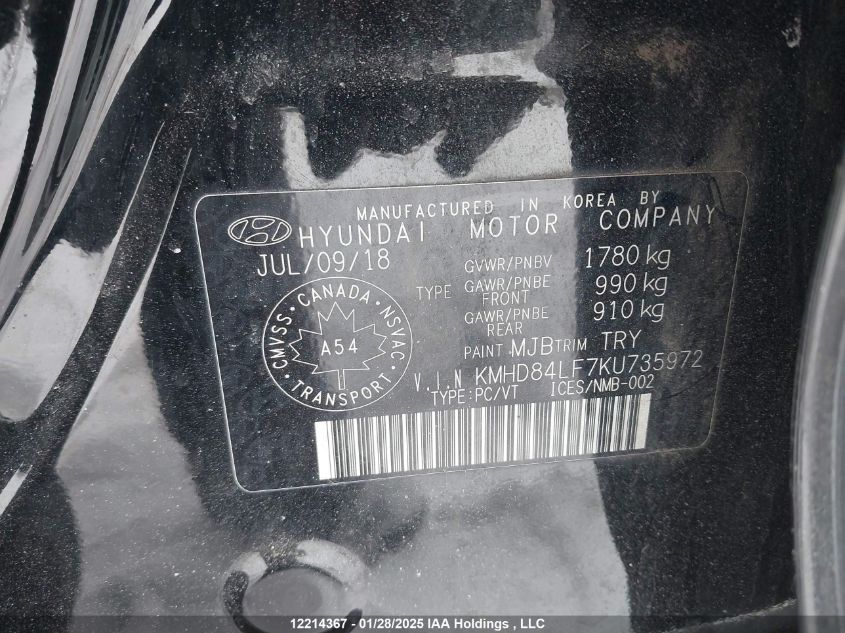 MANUFACTURED IN KOREA BY
HYUNDAI MOTOR COMPANY
JUL/09/18
GVWR/PNBV 1780 kg
TYPE GAWR/PNBE FRONT 990 kg
GAWR/PNBE REAR 910 kg
PAINT MJB TRIM TRY
V.I.N KMHD84LF7KU735972
TYPE:PC/VT ICES/NMB-002
CMVSS CANADA NSVAC
A54
TRANSPORT
12214367 - 01/28/2025 IAA Holdings , LLC